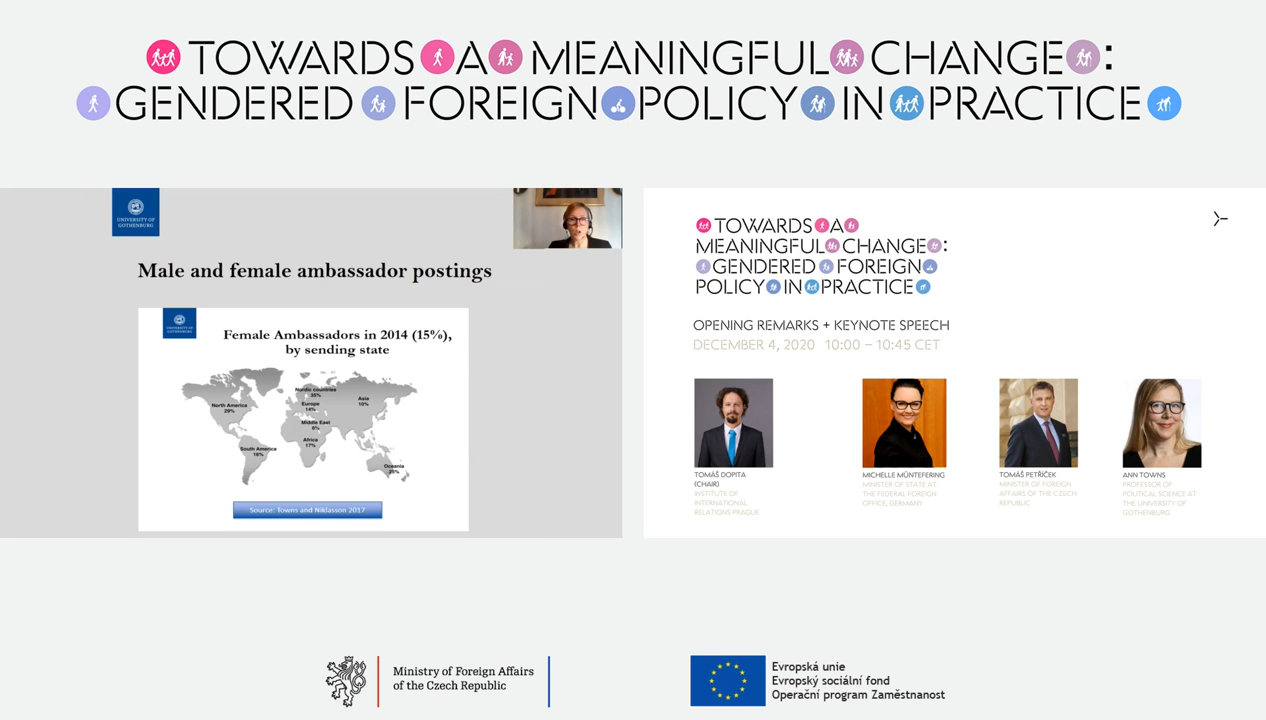 TOWARDS A MEANINGFUL CHANGE:
GENDERED FOREIGN POLICY IN PRACTICE
UNIVERSITY OF
GOTHENBURG
Male and female ambassador postings
UNIVERSITY OF
GOTHENBURG
Female Ambassadors in 2014 (15%),
by sending state
Nordic countries
35%
North America
29%
Europe
14%
Asia
10%
Middle East
6%
Africa
17%
South America
18%
Oceania
25%
Source: Towns and Niklasson 2017
TOWARDS A
MEANINGFUL CHANGE:
GENDERED FOREIGN
POLICY IN PRACTICE
OPENING REMARKS + KEYNOTE SPEECH
DECEMBER 4, 2020 10:00 – 10:45 CET
TOMÁŠ DOPITA
(CHAIR)
INSTITUTE OF
INTERNATIONAL
RELATIONS PRAGUE
MICHELLE MÜNTEFERING
MINISTER OF STATE AT
THE FEDERAL FOREIGN
OFFICE, GERMANY
TOMÁŠ PETŘÍČEK
MINISTER OF FOREIGN
AFFAIRS OF THE CZECH
REPUBLIC
ANN TOWNS
PROFESSOR OF
POLITICAL SCIENCE AT
THE UNIVERSITY OF
GOTHENBURG
Ministry of Foreign Affairs
of the Czech Republic
Evropská unie
Evropský sociální fond
Operační program Zaměstnanost